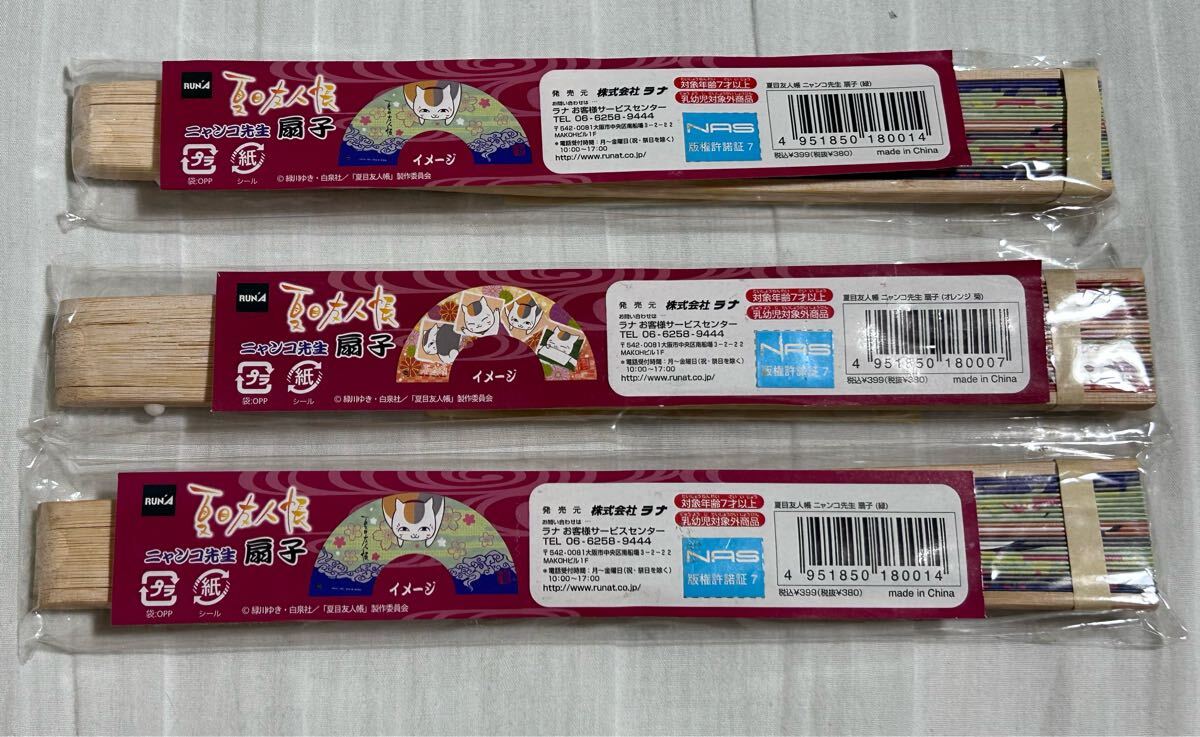 RUN'A
夏目友人帳
ニャンコ先生 扇子
プラ
袋:OPP
紙
シール
イメージ
© 緑川ゆき・白泉社／「夏目友人帳」製作委員会
発売元 株式会社 ラナ
お問い合わせは…
ラナ お客様サービスセンター
TEL 06-6258-9444
〒542-0081大阪市中央区南船場3-2-22
MAKOHビル1F
*電話受付時間：月～金曜日(祝・祭日を除く)
10:00～17:00
http://www.runat.co.jp/
対象年齢7才以上
乳幼児対象外商品
NAS
版権許諾証 7
夏目友人帳 ニャンコ先生 扇子 (緑)
4 951850 180014
税込¥399(税抜¥380) made in China
RUN'A
夏目友人帳
ニャンコ先生 扇子
プラ
袋:OPP
紙
シール
イメージ
© 緑川ゆき・白泉社／「夏目友人帳」製作委員会
発売元 株式会社 ラナ
お問い合わせは…
ラナ お客様サービスセンター
TEL 06-6258-9444
〒542-0081大阪市中央区南船場3-2-22
MAKOHビル1F
*電話受付時間：月～金曜日(祝・祭日を除く)
10:00～17:00
http://www.runat.co.jp/
対象年齢7才以上
乳幼児対象外商品
NAS
版権許諾証 7
夏目友人帳 ニャンコ先生 扇子 (オレンジ 菊)
4 951850 180007
税込¥399(税抜¥380) made in China
RUN'A
夏目友人帳
ニャンコ先生 扇子
プラ
袋:OPP
紙
シール
イメージ
© 緑川ゆき・白泉社／「夏目友人帳」製作委員会
発売元 株式会社 ラナ
お問い合わせは…
ラナ お客様サービスセンター
TEL 06-6258-9444
〒542-0081大阪市中央区南船場3-2-22
MAKOHビル1F
*電話受付時間：月～金曜日(祝・祭日を除く)
10:00～17:00
http://www.runat.co.jp/
対象年齢7才以上
乳幼児対象外商品
NAS
版権許諾証 7
夏目友人帳 ニャンコ先生 扇子 (緑)
4 951850 180014
税込¥399(税抜¥380) made in China